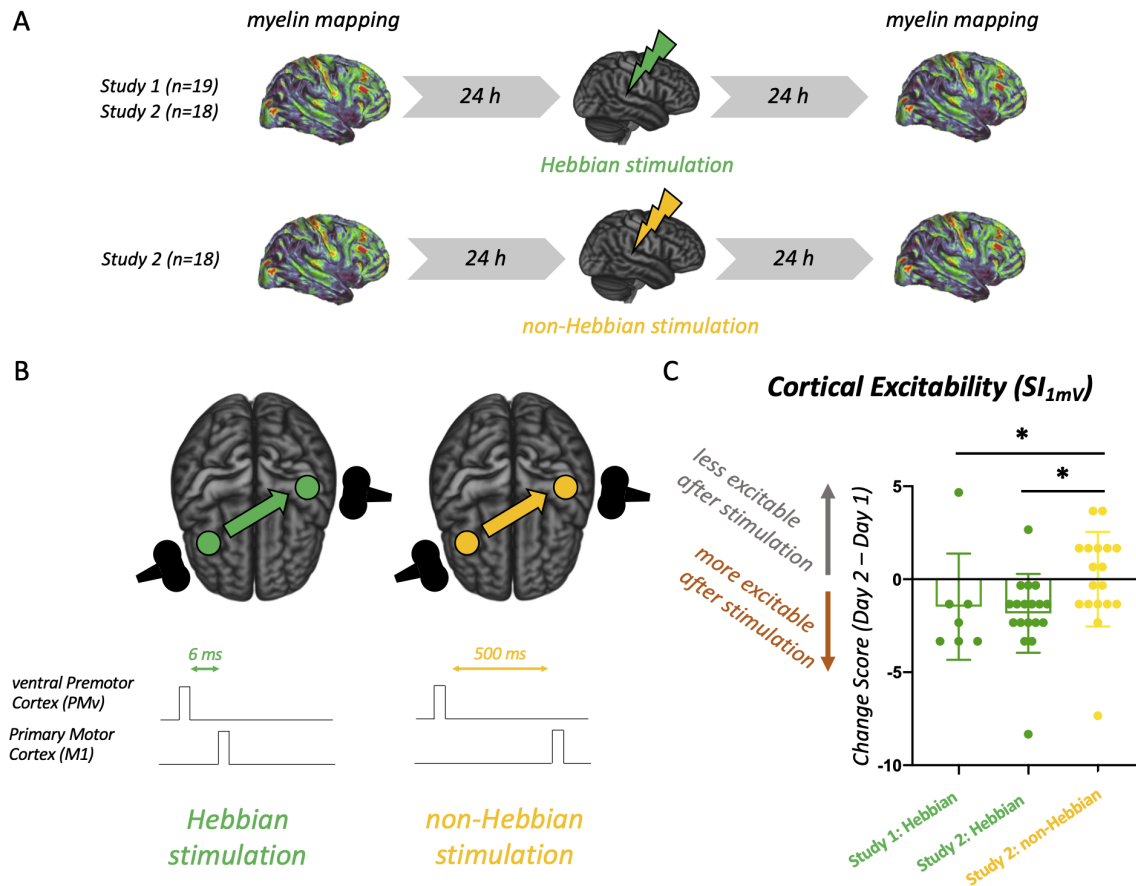 A
myelin mapping
myelin mapping
Study 1 (n=19)
Study 2 (n=18)
24 h
24 h
Hebbian stimulation
Study 2 (n=18)
24 h
24 h
non-Hebbian stimulation
B
6 ms
500 ms
ventral Premotor
Cortex (PMv)
Primary Motor
Cortex (M1)
Hebbian
stimulation
non-Hebbian
stimulation
C
Cortical Excitability (SI1mV)
*
*
less excitable
after stimulation
more excitable
after stimulation
Change Score (Day 2 – Day 1)
5
0
-5
-10
Study 1: Hebbian
Study 2: Hebbian
Study 2: non-Hebbian